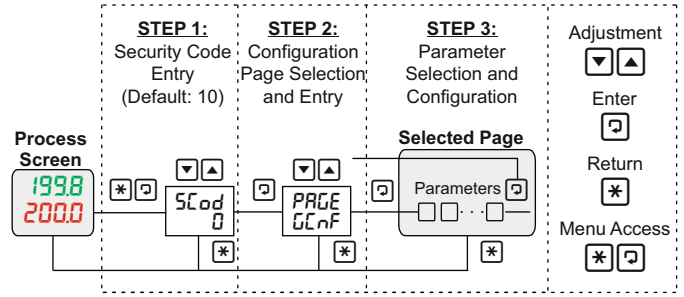 STEP 1:
Security Code
Entry
(Default: 10)
STEP 2:
Configuration
Page Selection
and Entry
STEP 3:
Parameter
Selection and
Configuration
Adjustment
Enter
Return
Menu Access
Process
Screen
199.8
200.0
SCod
0
PAGE
GCnF
Selected Page
Parameters